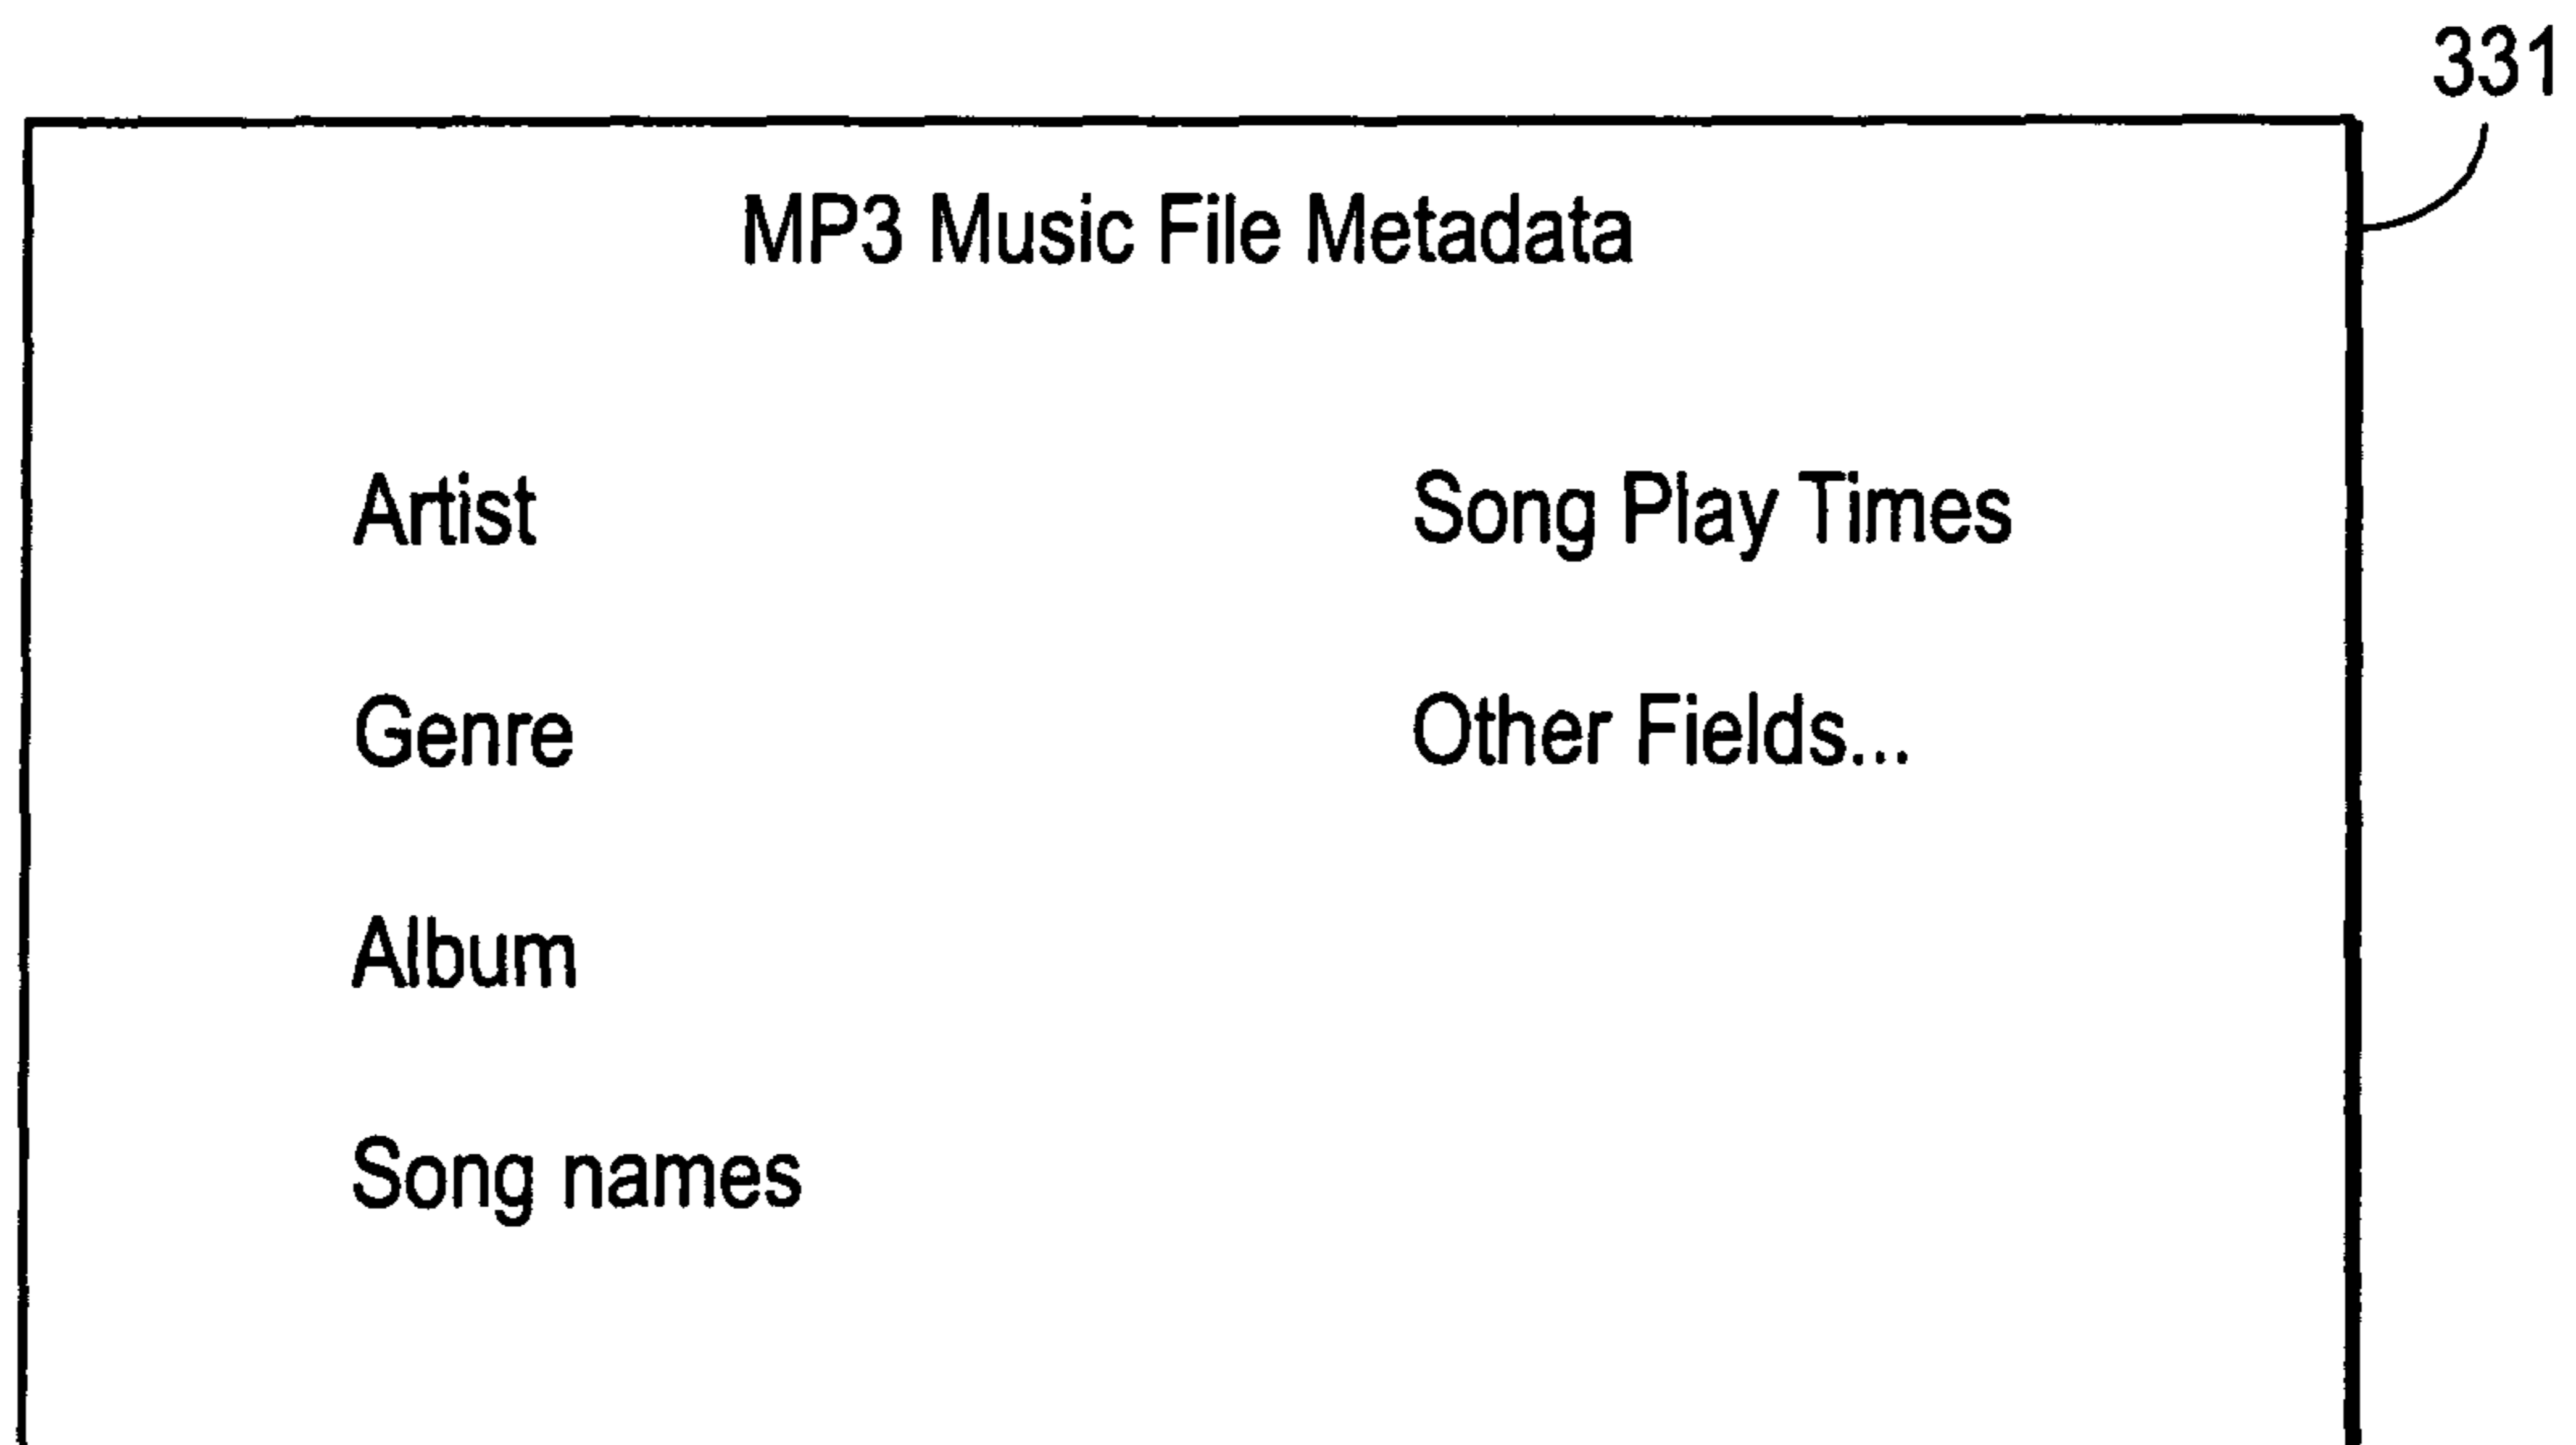 331
MP3 Music File Metadata
Artist
Genre
Album
Song names
Song Play Times
Other Fields...